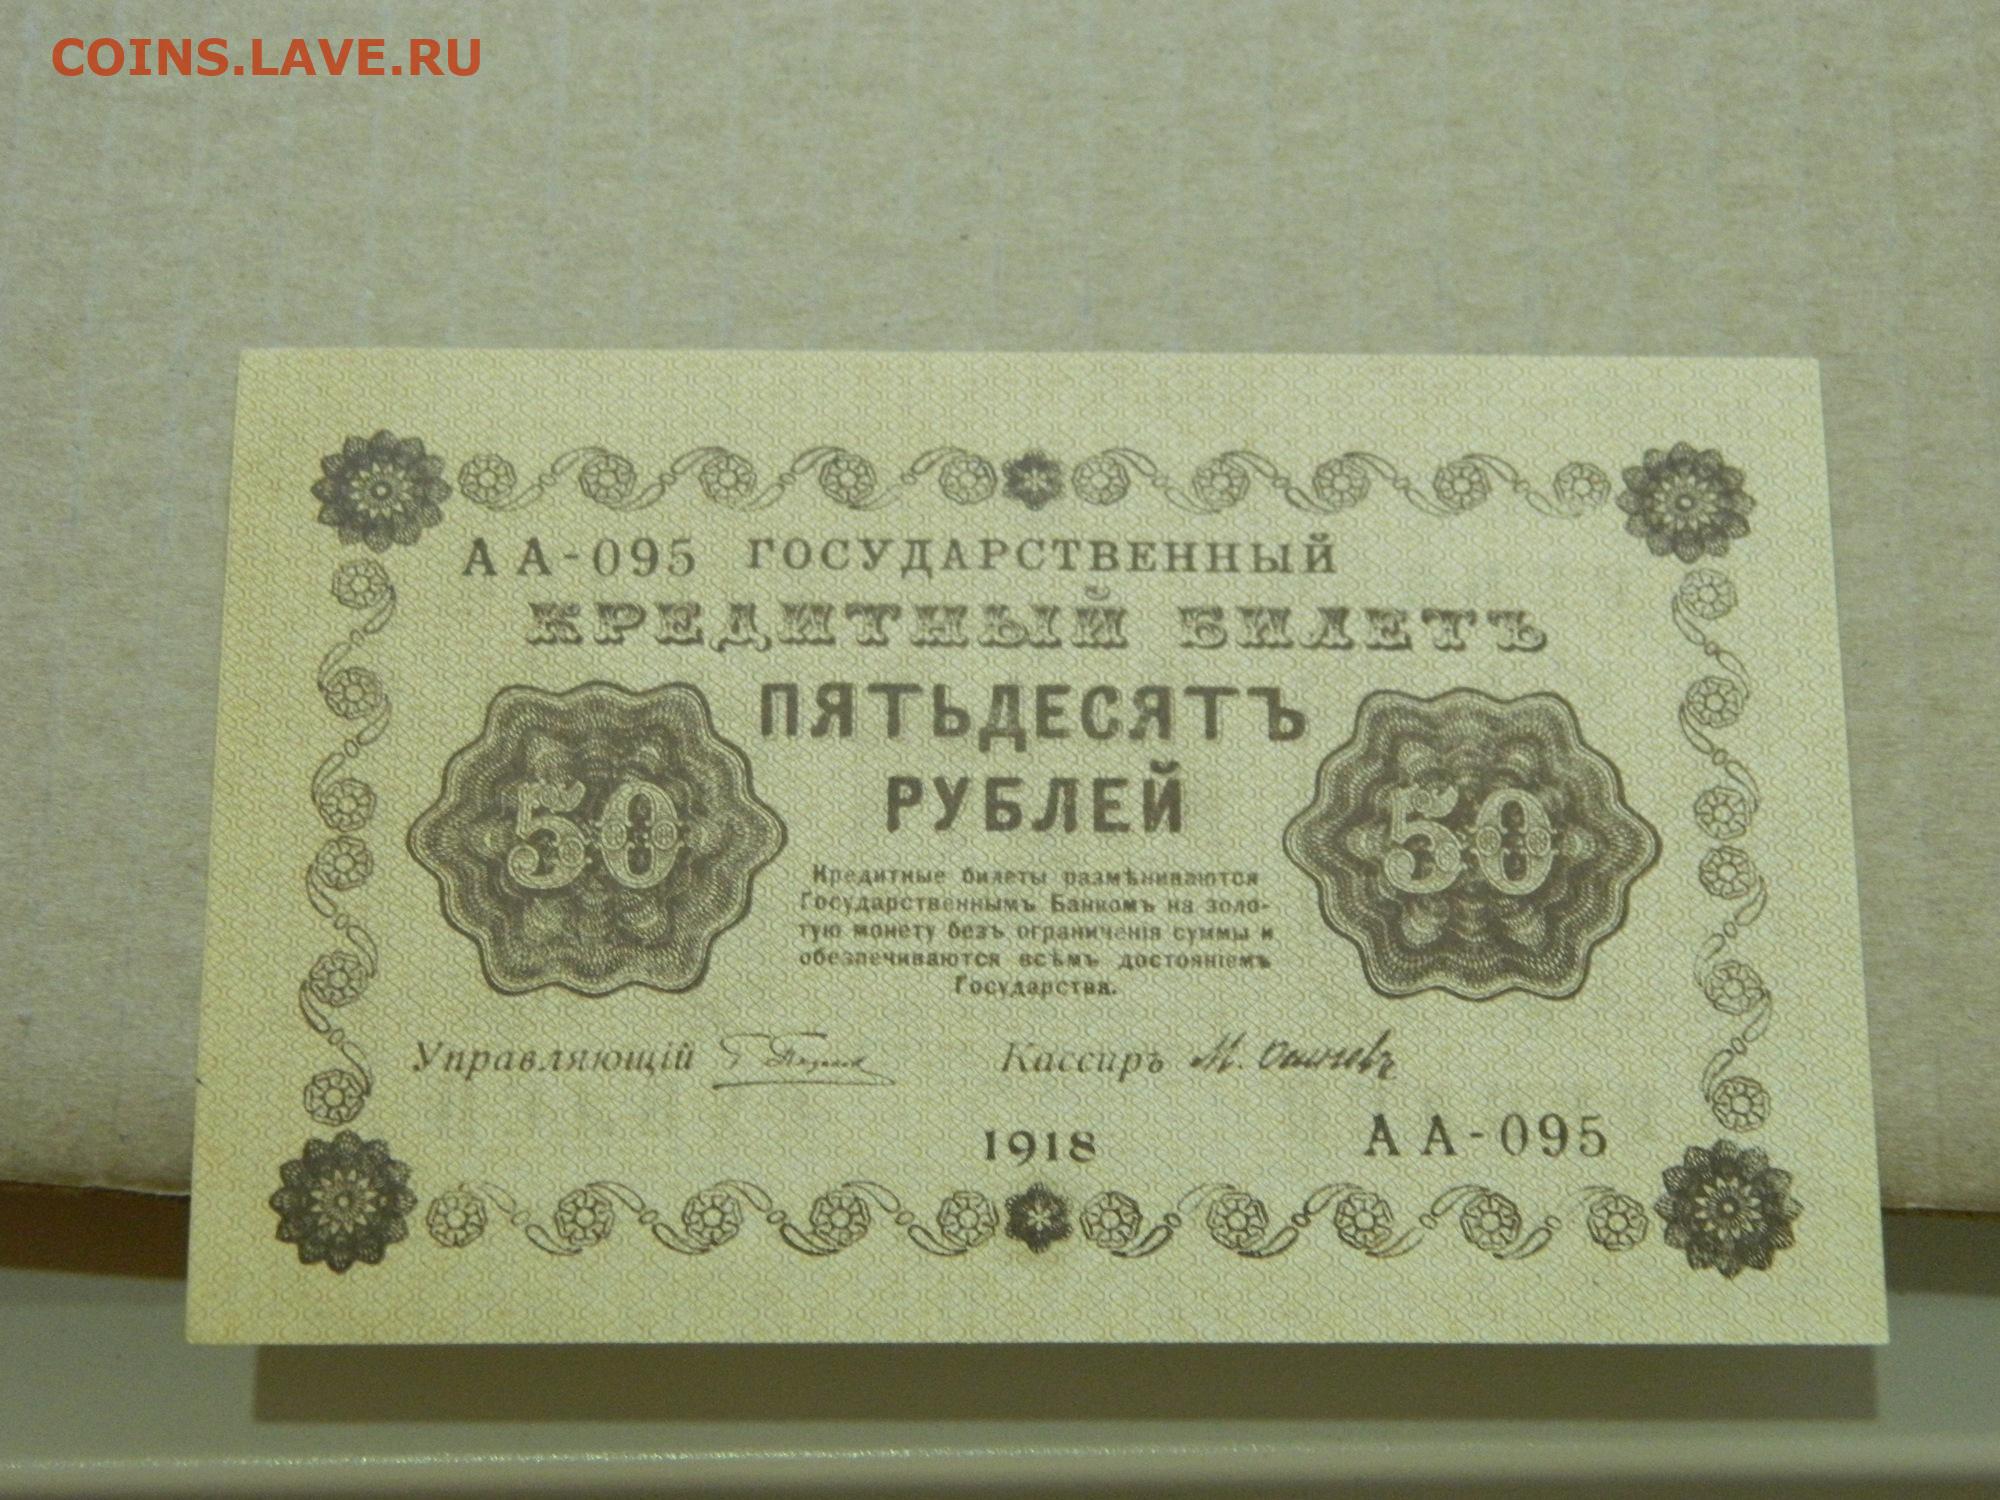 COINS.LAVE.RU
АА-095 ГОСУДАРСТВЕННЫЙ
КРЕДИТНЫЙ БИЛЕТЪ
ПЯТЬДЕСЯТЪ
РУБЛЕЙ
50 50
Кредитные билеты размѣниваются
Государственнымъ Банкомъ на золо-
тую монету безъ ограниченія суммы и
обезпечиваются всѣмъ достояніемъ
Государства.
Управляющій Кассиръ М. Осиповъ
1918 АА-095